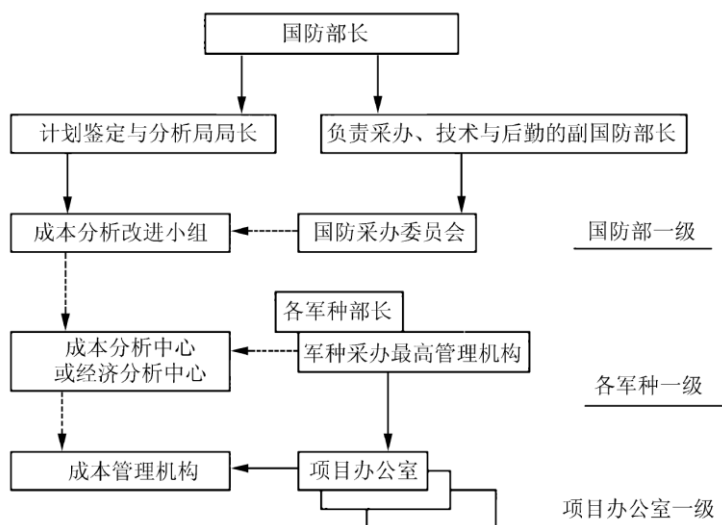 国防部长
计划鉴定与分析局局长
负责采办、技术与后勤的副国防部长
成本分析改进小组
国防采办委员会
国防部一级
各军种部长
成本分析中心
或经济分析中心
军种采办最高管理机构
各军种一级
成本管理机构
项目办公室
项目办公室一级